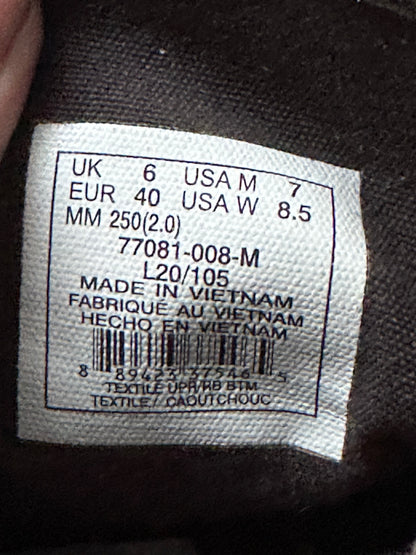 UK 6 USA M 7
EUR 40 USA W 8.5
MM 250(2.0)
77081-008-M
L20/105
MADE IN VIETNAM
FABRIQUÉ AU VIETNAM
HECHO EN VIETNAM
8 89423 37546 5
TEXTILE UPR/RB BTM
TEXTILE/ CAOUTCHOUC